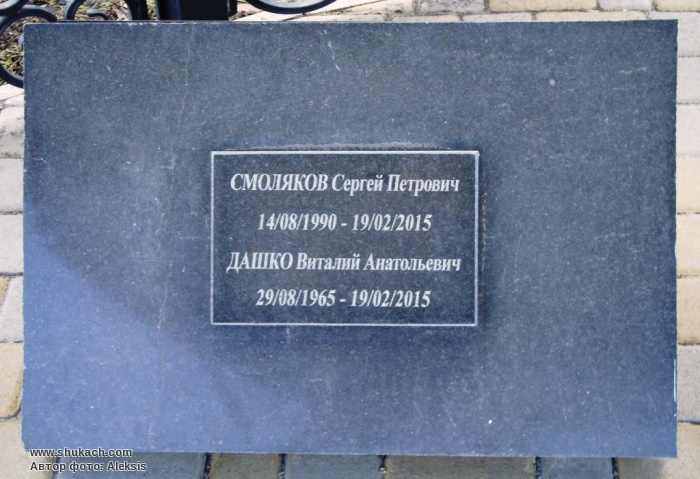 СМОЛЯКОВ Сергей Петрович
14/08/1990 - 19/02/2015
ДАШКО Виталий Анатольевич
29/08/1965 - 19/02/2015
www.shukach.com
Автор фото: Aleksis